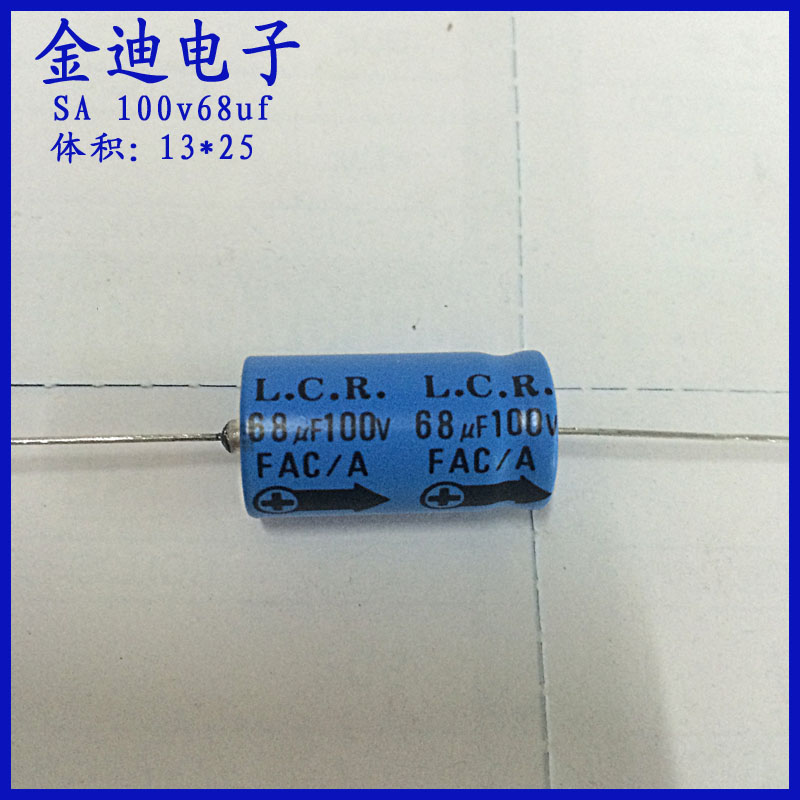 金迪电子
SA 100v68uf
体积: 13*25
L.C.R. L.C.R.
68μF100V 68μF100V
FAC/A FAC/A